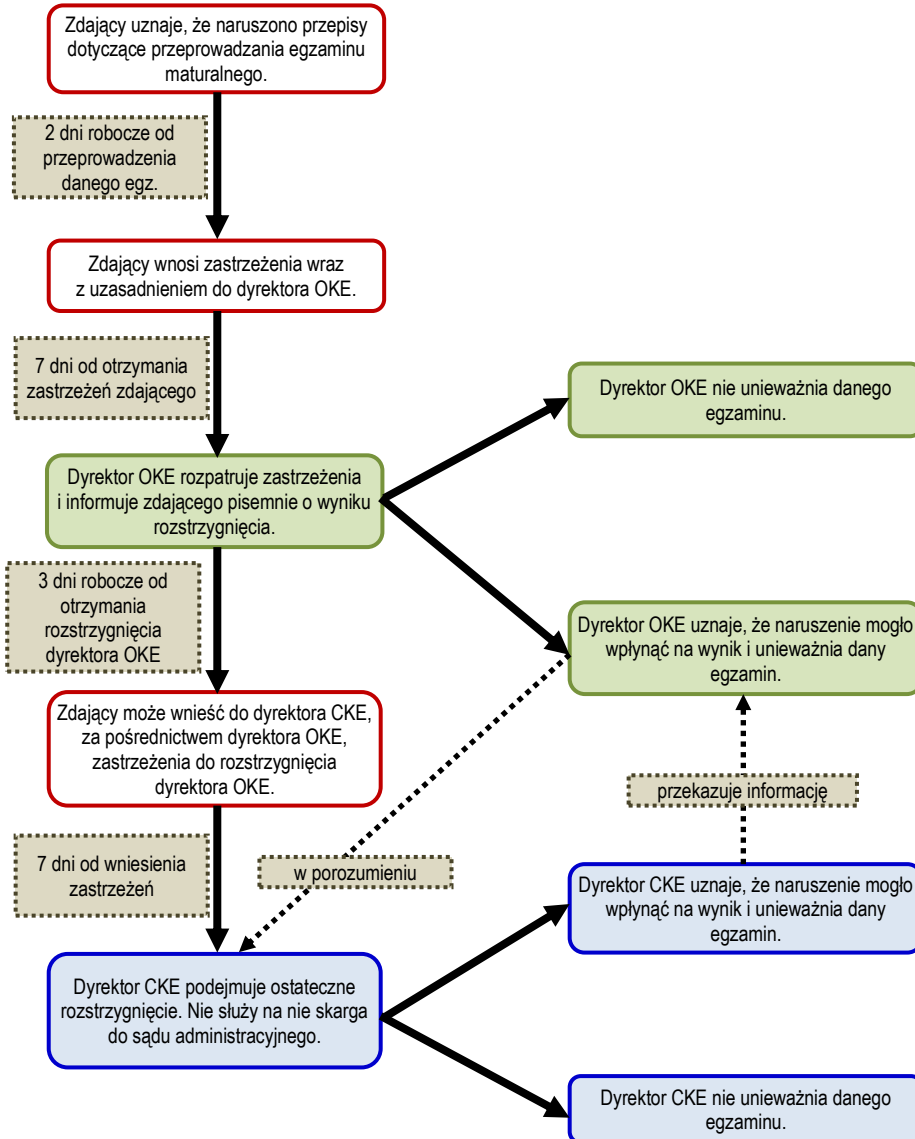 Zdający uznaje, że naruszono przepisy
dotyczące przeprowadzania egzaminu
maturalnego.
2 dni robocze od
przeprowadzenia
danego egz.
Zdający wnosi zastrzeżenia wraz
z uzasadnieniem do dyrektora OKE.
7 dni od otrzymania
zastrzeżeń zdającego
Dyrektor OKE nie unieważnia danego
egzaminu.
Dyrektor OKE rozpatruje zastrzeżenia
i informuje zdającego pisemnie o wyniku
rozstrzygnięcia.
3 dni robocze od
otrzymania
rozstrzygnięcia
dyrektora OKE
Dyrektor OKE uznaje, że naruszenie mogło
wpłynąć na wynik i unieważnia dany
egzamin.
Zdający może wnieść do dyrektora CKE,
za pośrednictwem dyrektora OKE,
zastrzeżenia do rozstrzygnięcia
dyrektora OKE.
przekazuje informację
7 dni od wniesienia
zastrzeżeń
w porozumieniu
Dyrektor CKE uznaje, że naruszenie mogło
wpłynąć na wynik i unieważnia dany
egzamin.
Dyrektor CKE podejmuje ostateczne
rozstrzygnięcie. Nie służy na nie skarga
do sądu administracyjnego.
Dyrektor CKE nie unieważnia danego
egzaminu.